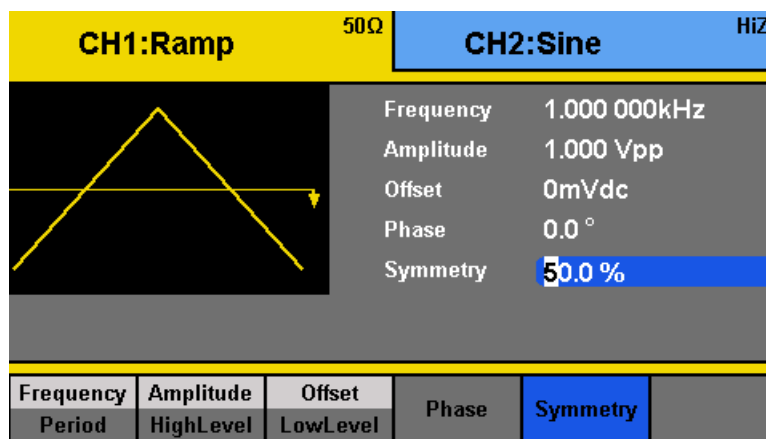 CH1:Ramp 50Ω CH2:Sine HiZ
Frequency 1.000 000kHz
Amplitude 1.000 Vpp
Offset 0mVdc
Phase 0.0 °
Symmetry 50.0 %
Frequency Amplitude Offset Phase Symmetry
Period HighLevel LowLevel